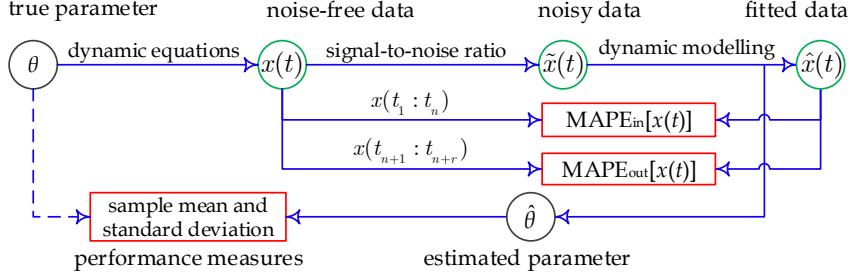 true parameter
noise-free data
noisy data
fitted data
θ
dynamic equations
x(t)
signal-to-noise ratio
x̃(t)
dynamic modelling
x̂(t)
x(t₁ : tₙ)
MAPEin[x(t)]
x(tₙ₊₁ : tₙ₊ᵣ)
MAPEout[x(t)]
sample mean and
standard deviation
θ̂
performance measures
estimated parameter